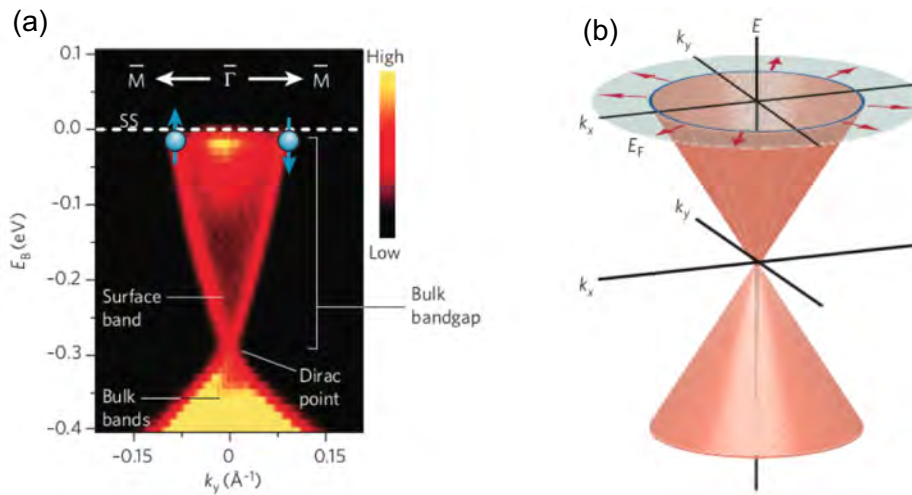 (a)
0.1
0.0
-0.1
-0.2
-0.3
-0.4
E_B (eV)
M̅ ← Γ̅ → M̅
SS
Surface
band
Bulk
bands
Dirac
point
Bulk
bandgap
High
Low
-0.15
0
0.15
k_y (Å⁻¹)
(b)
E
k_y
k_x
E_F
k_y
k_x